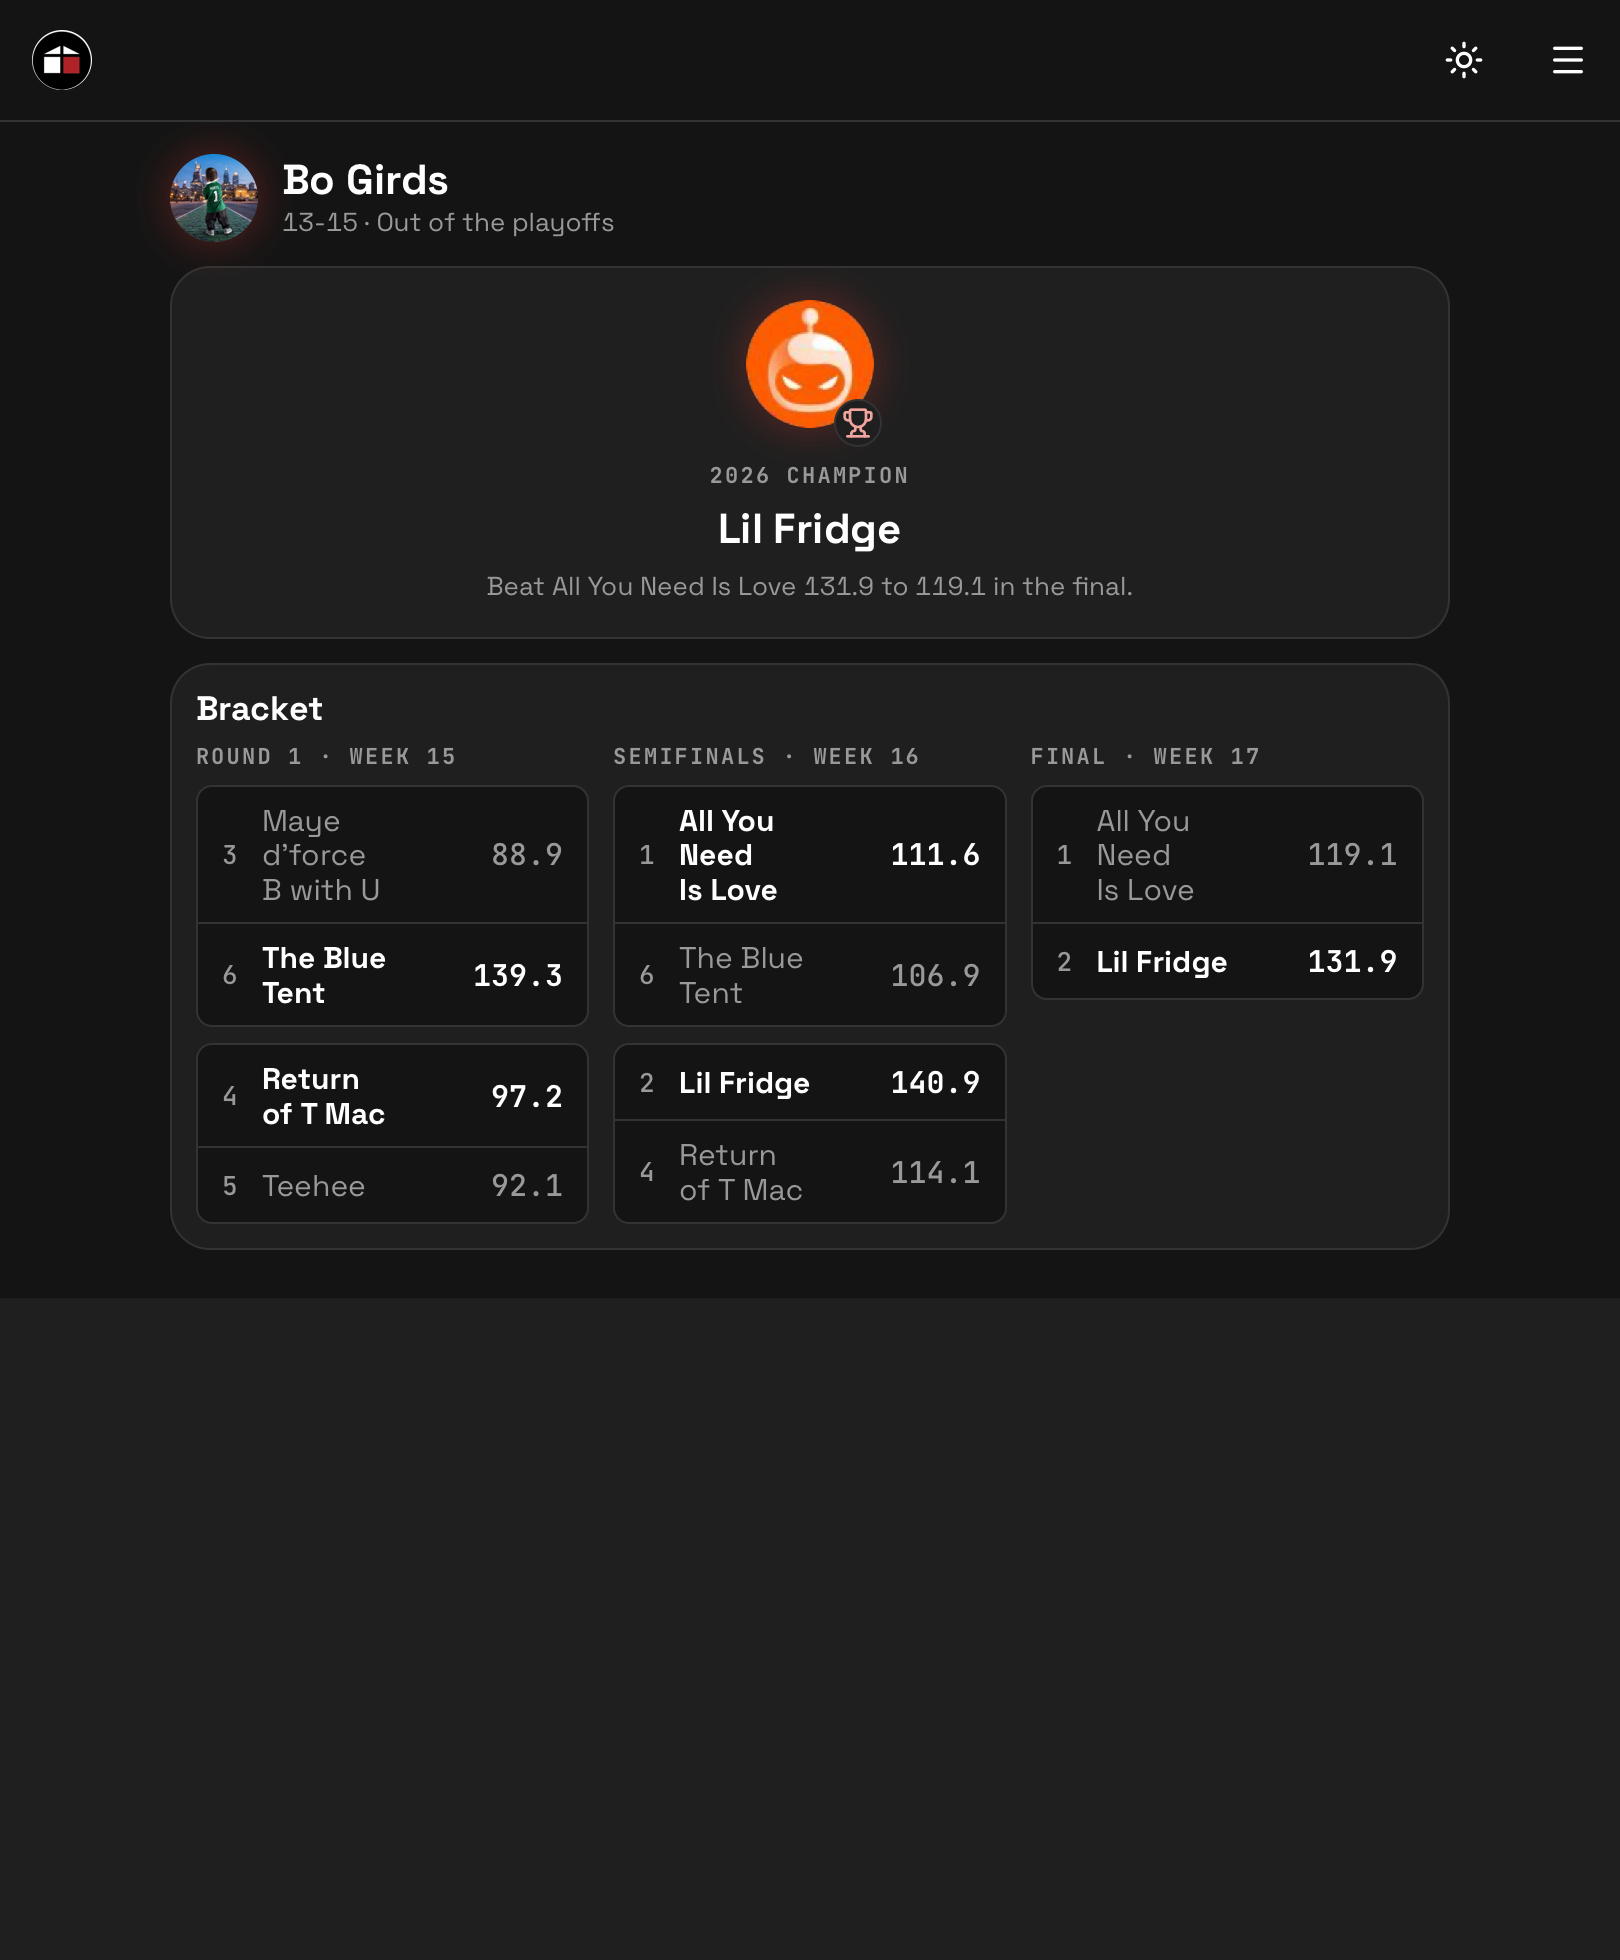 Bo Girds
13-15 · Out of the playoffs
2026 CHAMPION
Lil Fridge
Beat All You Need Is Love 131.9 to 119.1 in the final.
Bracket
ROUND 1 · WEEK 15
3 Maye
d’force
B with U 88.9
6 The Blue
Tent 139.3
4 Return
of T Mac 97.2
5 Teehee 92.1
SEMIFINALS · WEEK 16
1 All You
Need
Is Love 111.6
6 The Blue
Tent 106.9
2 Lil Fridge 140.9
4 Return
of T Mac 114.1
FINAL · WEEK 17
1 All You
Need
Is Love 119.1
2 Lil Fridge 131.9